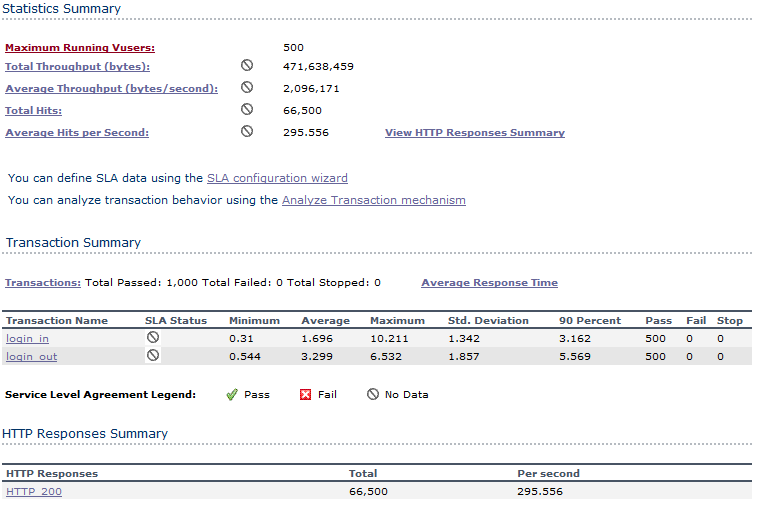 Statistics Summary
Maximum Running Vusers: 500
Total Throughput (bytes): 471,638,459
Average Throughput (bytes/second): 2,096,171
Total Hits: 66,500
Average Hits per Second: 295.556 View HTTP Responses Summary
You can define SLA data using the SLA configuration wizard
You can analyze transaction behavior using the Analyze Transaction mechanism
Transaction Summary
Transactions: Total Passed: 1,000 Total Failed: 0 Total Stopped: 0 Average Response Time
Transaction Name SLA Status Minimum Average Maximum Std. Deviation 90 Percent Pass Fail Stop
login_in 0.31 1.696 10.211 1.342 3.162 500 0 0
login_out 0.544 3.299 6.532 1.857 5.569 500 0 0
Service Level Agreement Legend: Pass Fail No Data
HTTP Responses Summary
HTTP Responses Total Per second
HTTP_200 66,500 295.556